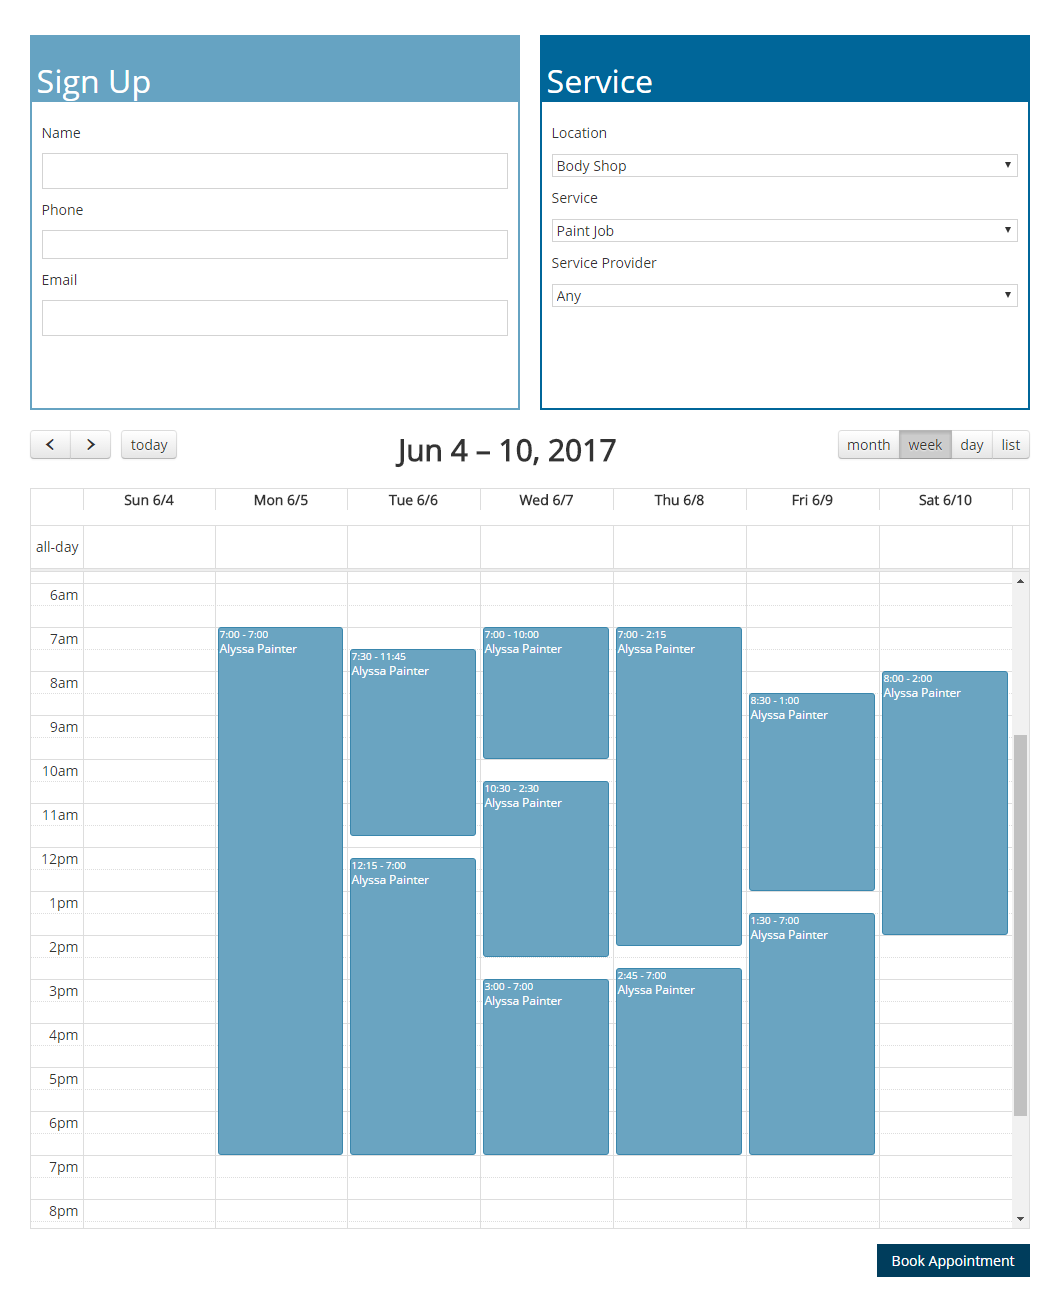 Sign Up
Name
Phone
Email
Service
Location
Body Shop
Service
Paint Job
Service Provider
Any
today
Jun 4 – 10, 2017
month week day list
Sun 6/4 Mon 6/5 Tue 6/6 Wed 6/7 Thu 6/8 Fri 6/9 Sat 6/10
all-day
6am
7am
8am
9am
10am
11am
12pm
1pm
2pm
3pm
4pm
5pm
6pm
7pm
8pm
7:00 - 7:00
Alyssa Painter
7:30 - 11:45
Alyssa Painter
12:15 - 7:00
Alyssa Painter
7:00 - 10:00
Alyssa Painter
10:30 - 2:30
Alyssa Painter
3:00 - 7:00
Alyssa Painter
7:00 - 2:15
Alyssa Painter
2:45 - 7:00
Alyssa Painter
8:30 - 1:00
Alyssa Painter
1:30 - 7:00
Alyssa Painter
8:00 - 2:00
Alyssa Painter
Book Appointment